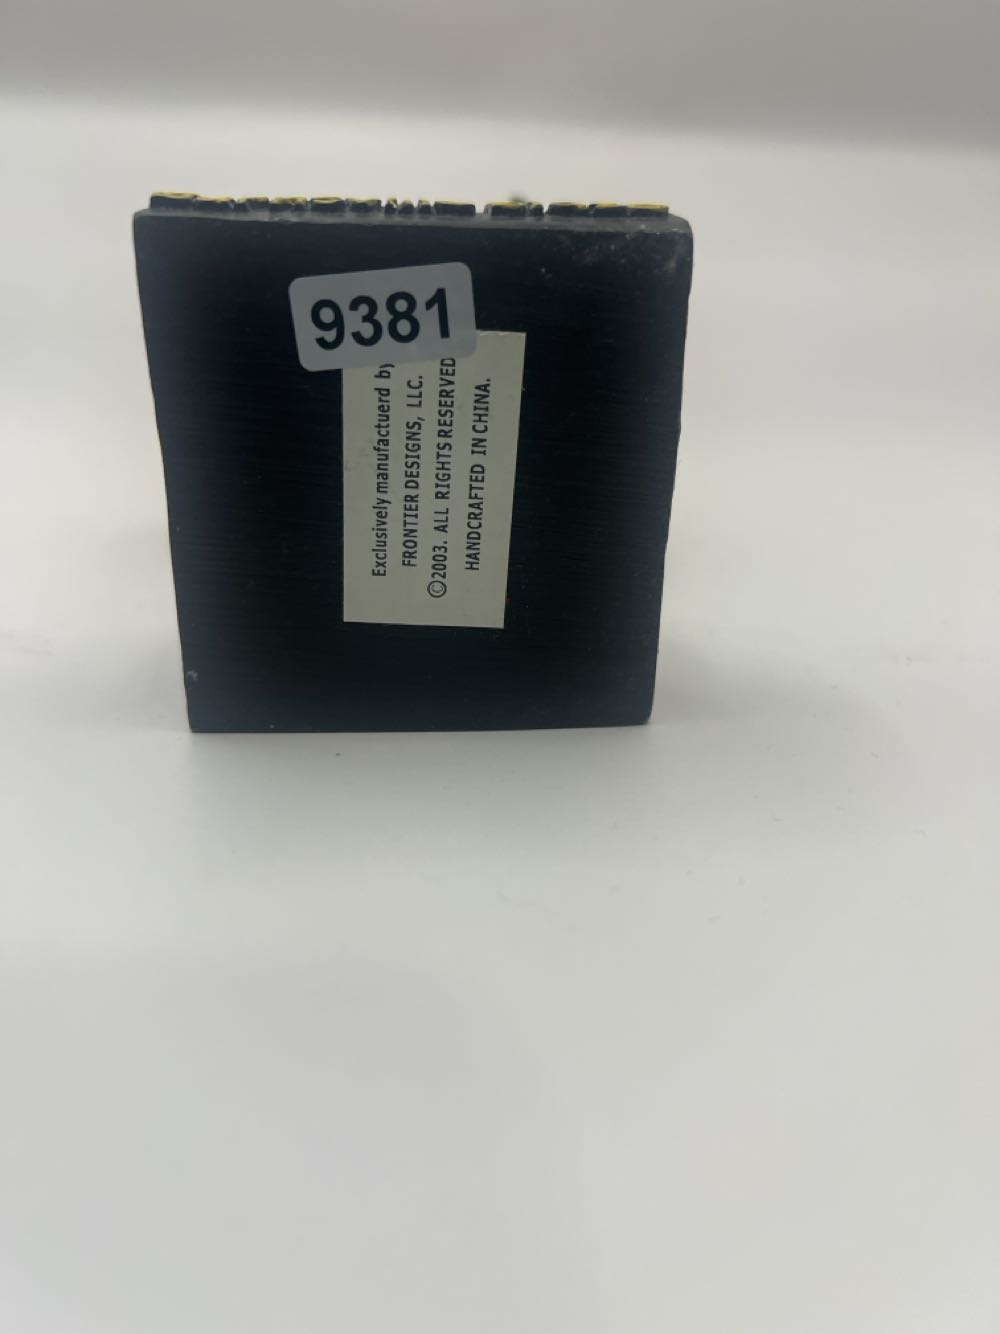 9381
Exclusively manufactuerd by
FRONTIER DESIGNS, LLC.
©2003. ALL RIGHTS RESERVED
HANDCRAFTED IN CHINA.